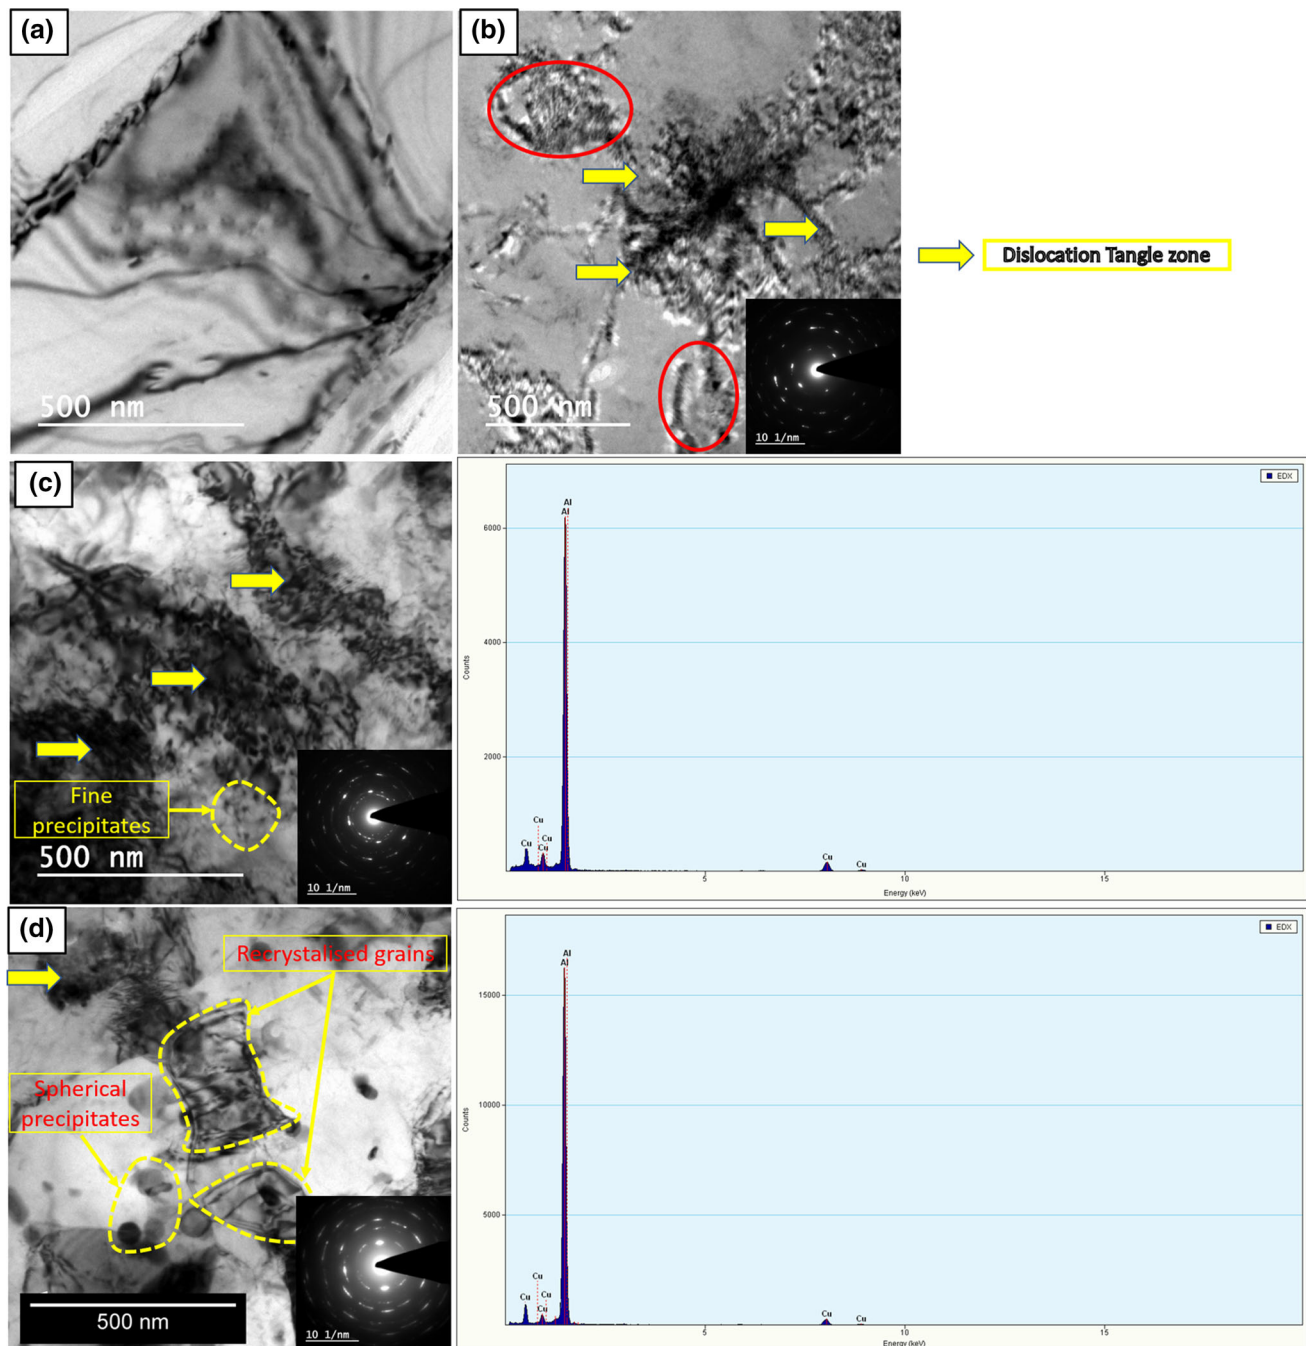 (a)
500 nm
(b)
500 nm
10 1/nm
Dislocation Tangle zone
(c)
Fine
precipitates
500 nm
10 1/nm
EDX
Al
Al
6000
4000
Counts
2000
Cu
Cu
Cu
Cu
Cu
Cu
5
10
15
Energy (keV)
(d)
Recrystalised grains
Spherical
precipitates
500 nm
10 1/nm
EDX
Al
Al
15000
10000
Counts
5000
Cu
Cu
Cu
Cu
Cu
Cu
5
10
15
Energy (keV)